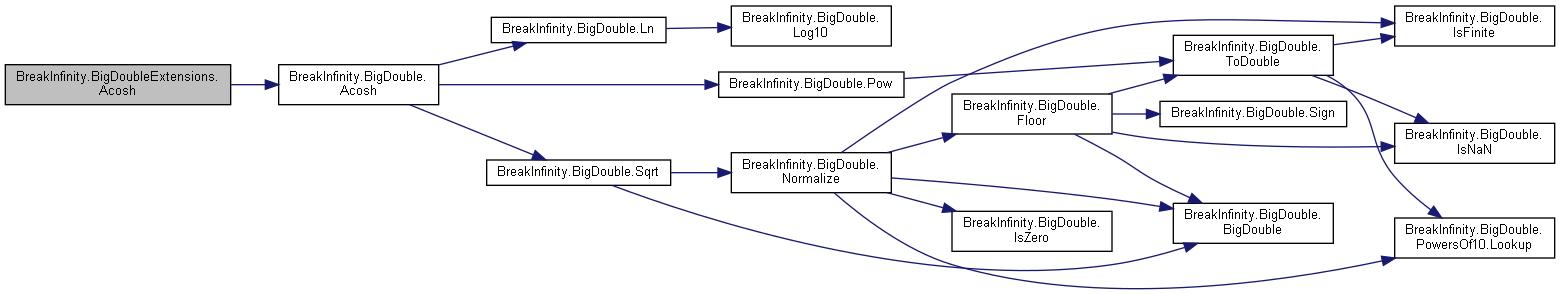 BreakInfinity.BigDoubleExtensions.
Acosh
BreakInfinity.BigDouble.
Acosh
BreakInfinity.BigDouble.Ln
BreakInfinity.BigDouble.
Log10
BreakInfinity.BigDouble.Pow
BreakInfinity.BigDouble.Sqrt
BreakInfinity.BigDouble.
Normalize
BreakInfinity.BigDouble.
Floor
BreakInfinity.BigDouble.
IsZero
BreakInfinity.BigDouble.
ToDouble
BreakInfinity.BigDouble.Sign
BreakInfinity.BigDouble.
BigDouble
BreakInfinity.BigDouble.
IsFinite
BreakInfinity.BigDouble.
IsNaN
BreakInfinity.BigDouble.
PowersOf10.Lookup